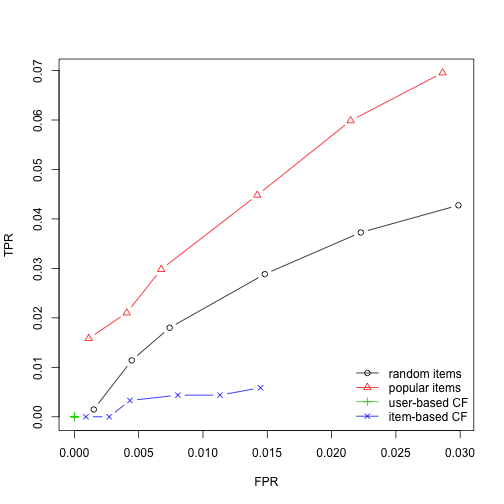 0.07
0.06
0.05
0.04
0.03
0.02
0.01
0.00
TPR
random items
popular items
user-based CF
item-based CF
0.000 0.005 0.010 0.015 0.020 0.025 0.030
FPR